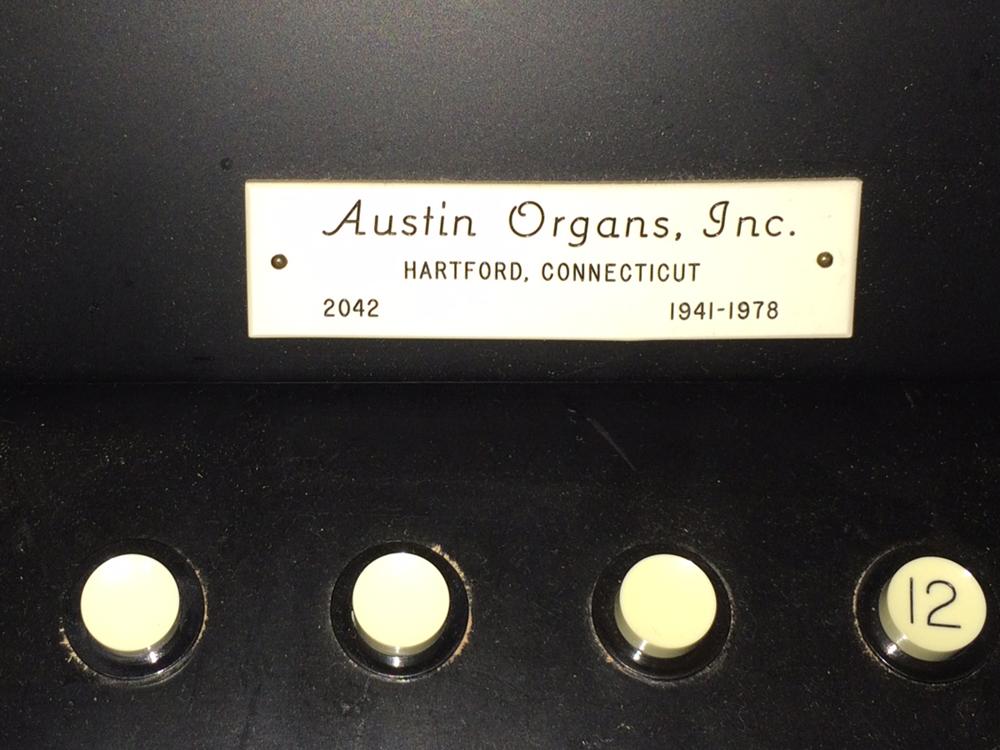 Austin Organs, Inc.
HARTFORD, CONNECTICUT
2042 1941-1978
12